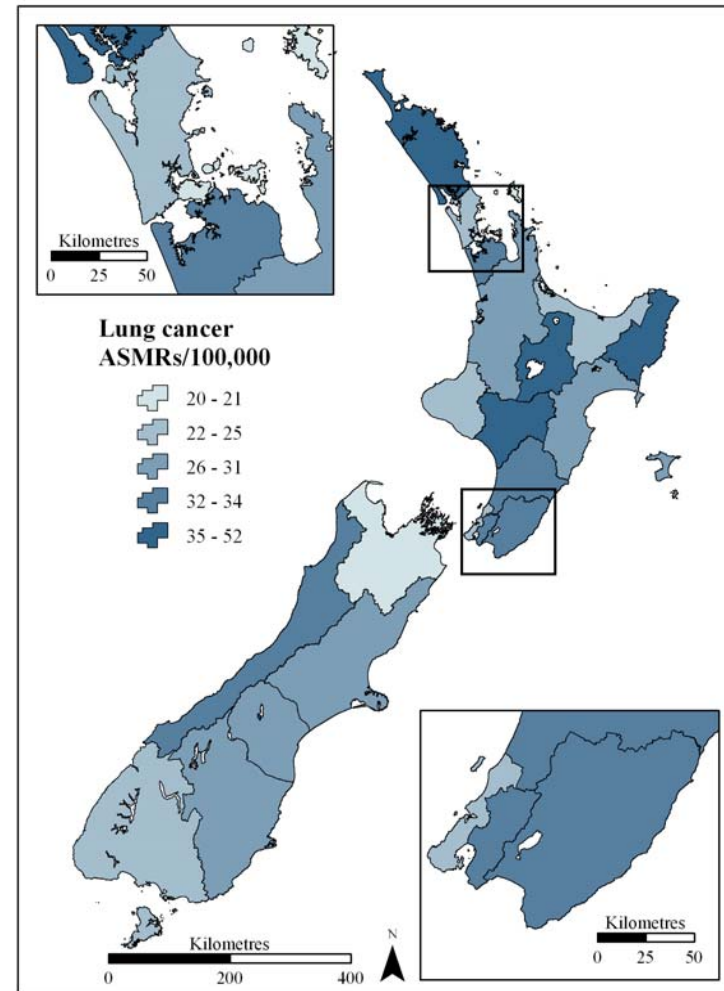 Kilometres
0 25 50
Lung cancer
ASMRs/100,000
20 - 21
22 - 25
26 - 31
32 - 34
35 - 52
Kilometres
0 200 400
N
Kilometres
0 25 50